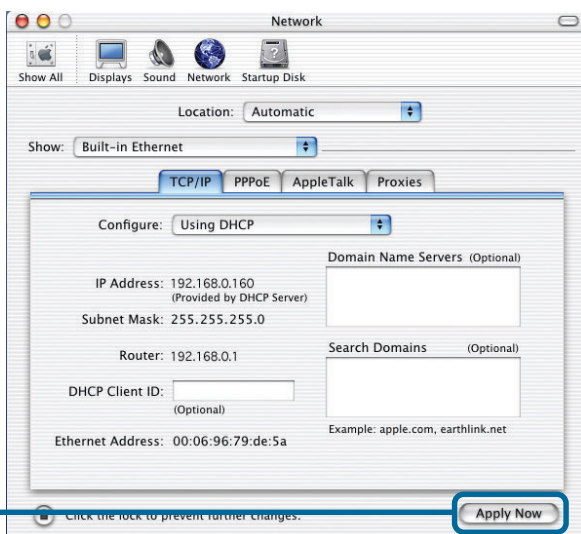 Network
Show All Displays Sound Network Startup Disk
Location: Automatic
Show: Built-in Ethernet
TCP/IP PPPoE AppleTalk Proxies
Configure: Using DHCP
Domain Name Servers (Optional)
IP Address: 192.168.0.160
(Provided by DHCP Server)
Subnet Mask: 255.255.255.0
Router: 192.168.0.1
Search Domains (Optional)
DHCP Client ID:
(Optional)
Example: apple.com, earthlink.net
Ethernet Address: 00:06:96:79:de:5a
Click the lock to prevent further changes.
Apply Now